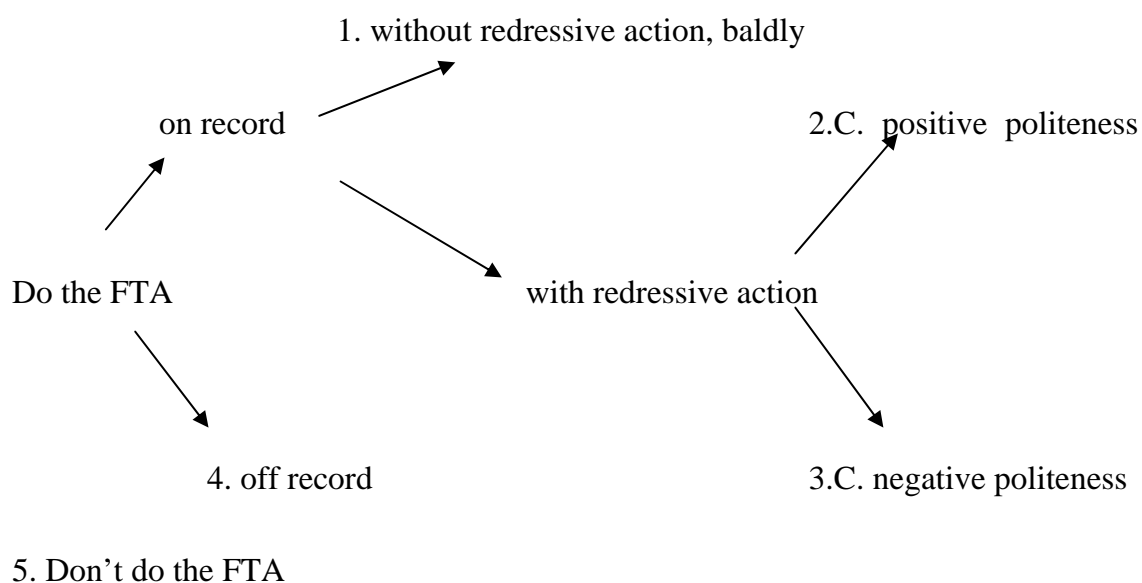 1. without redressive action, baldly
on record
2.C. positive politeness
Do the FTA
with redressive action
4. off record
3.C. negative politeness
5. Don’t do the FTA